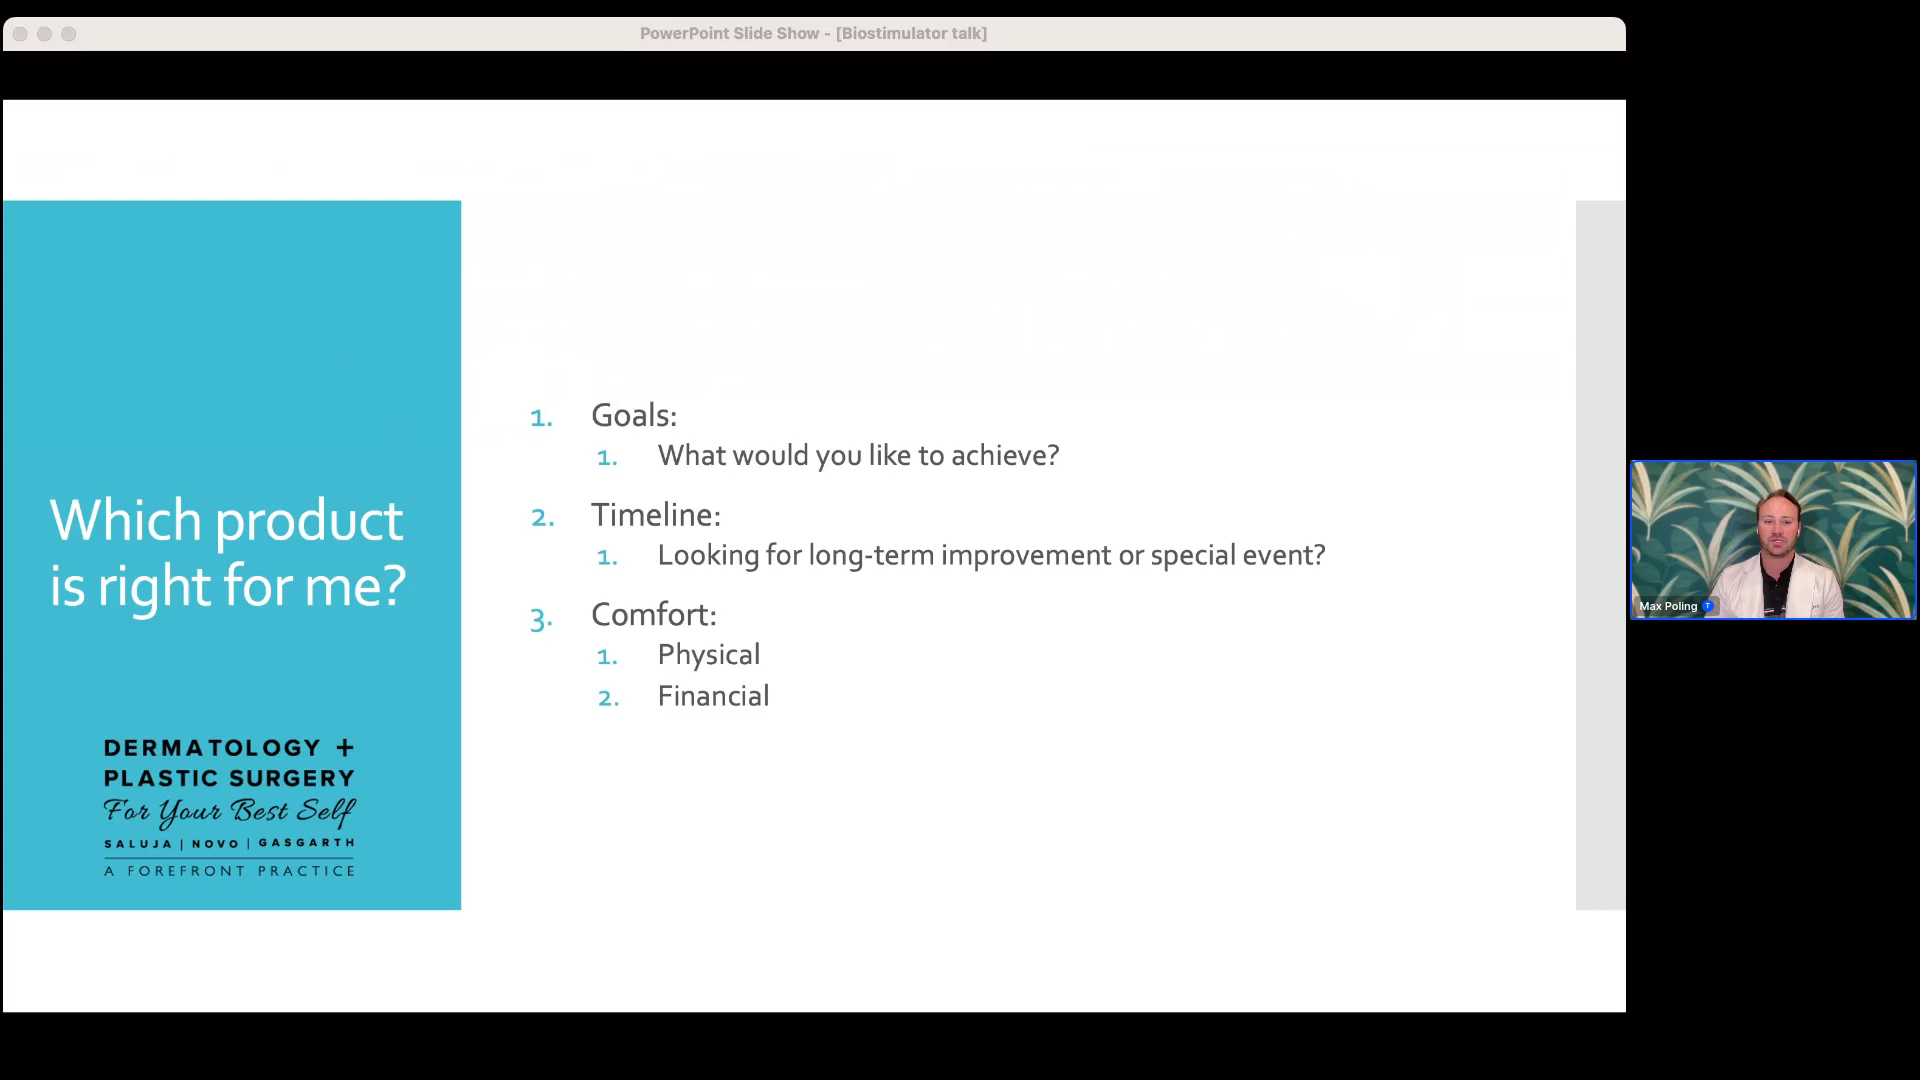 PowerPoint Slide Show - [Biostimulator talk]
Which product
is right for me?
DERMATOLOGY +
PLASTIC SURGERY
For Your Best Self
SALUJA | NOVO | GASGARTH
A FOREFRONT PRACTICE
1. Goals:
1. What would you like to achieve?
2. Timeline:
1. Looking for long-term improvement or special event?
3. Comfort:
1. Physical
2. Financial
Max Poling T